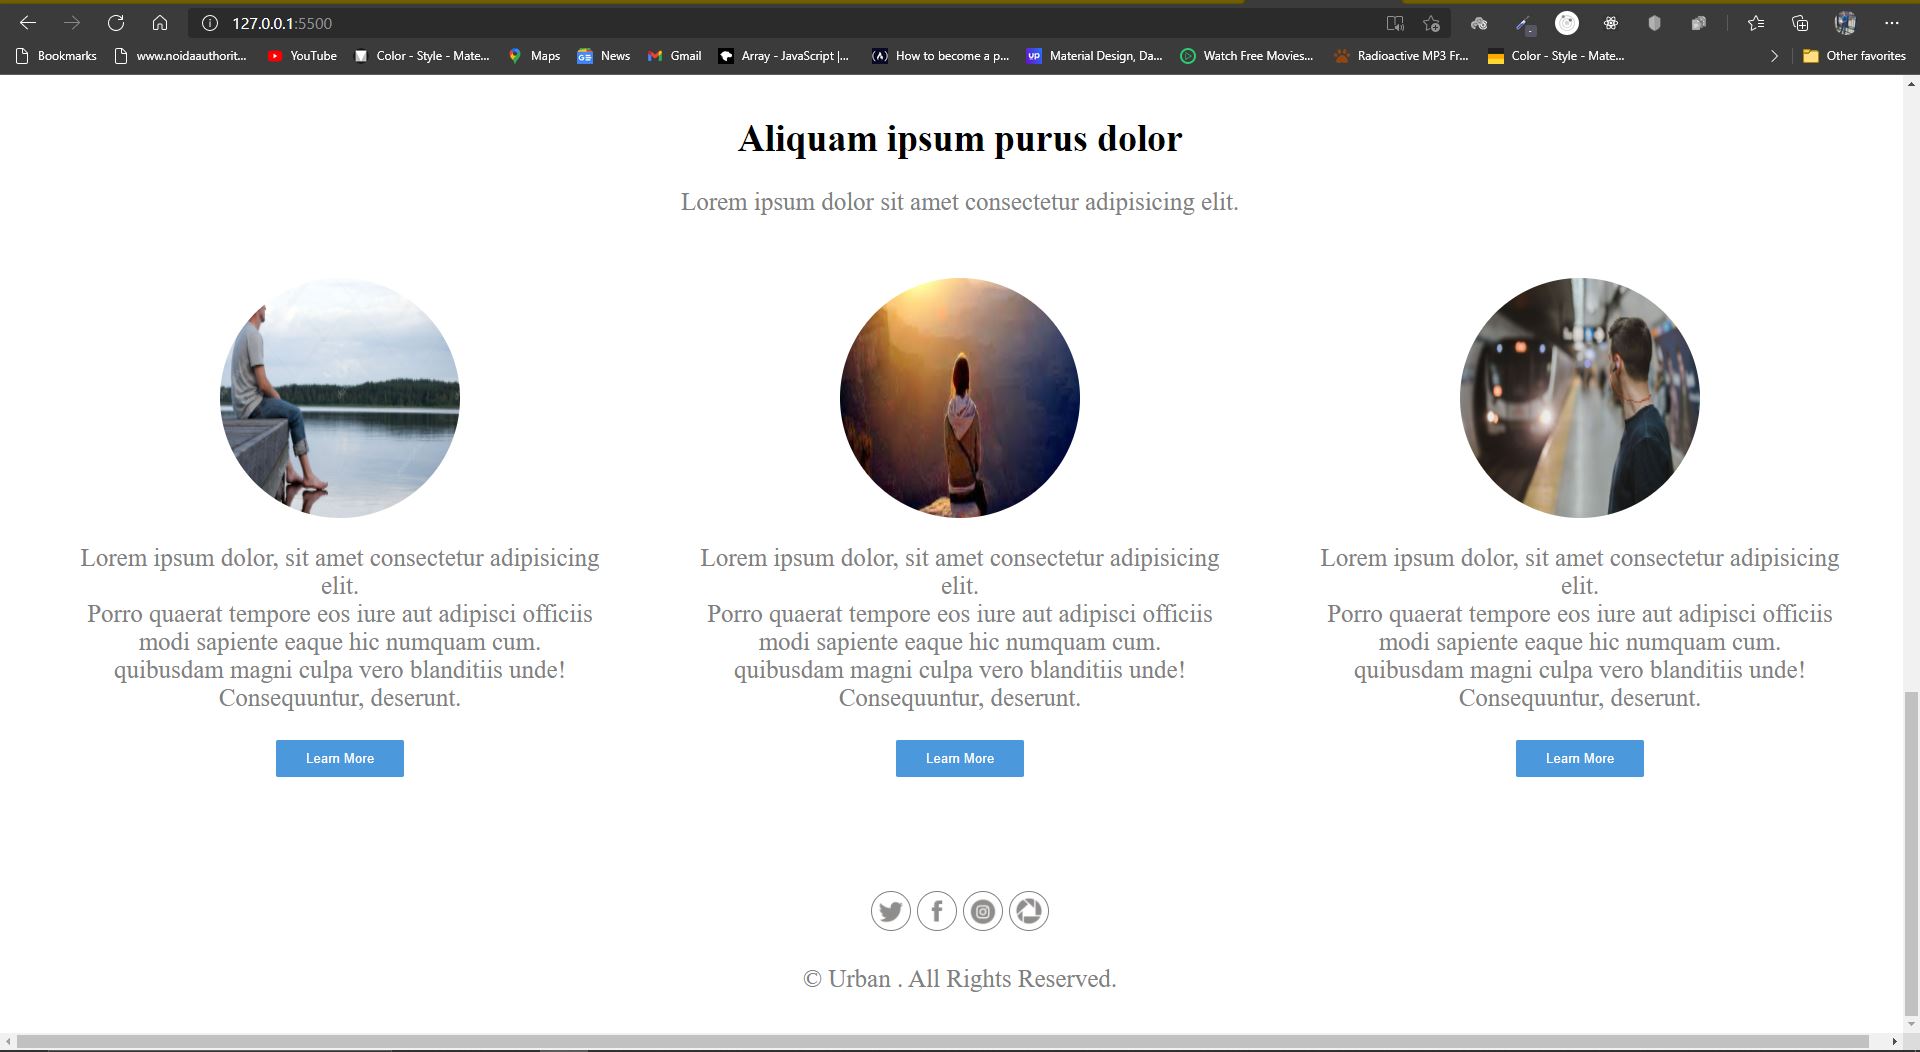 127.0.0.1:5500
Bookmarks www.noidaauthorit... YouTube Color - Style - Mate... Maps News Gmail Array - JavaScript |... How to become a p... Material Design, Da... Watch Free Movies... Radioactive MP3 Fr... Color - Style - Mate... Other favorites
Aliquam ipsum purus dolor
Lorem ipsum dolor sit amet consectetur adipisicing elit.
Lorem ipsum dolor, sit amet consectetur adipisicing
elit.
Porro quaerat tempore eos iure aut adipisci officiis
modi sapiente eaque hic numquam cum.
quibusdam magni culpa vero blanditiis unde!
Consequuntur, deserunt.
Learn More
Lorem ipsum dolor, sit amet consectetur adipisicing
elit.
Porro quaerat tempore eos iure aut adipisci officiis
modi sapiente eaque hic numquam cum.
quibusdam magni culpa vero blanditiis unde!
Consequuntur, deserunt.
Learn More
Lorem ipsum dolor, sit amet consectetur adipisicing
elit.
Porro quaerat tempore eos iure aut adipisci officiis
modi sapiente eaque hic numquam cum.
quibusdam magni culpa vero blanditiis unde!
Consequuntur, deserunt.
Learn More
© Urban . All Rights Reserved.